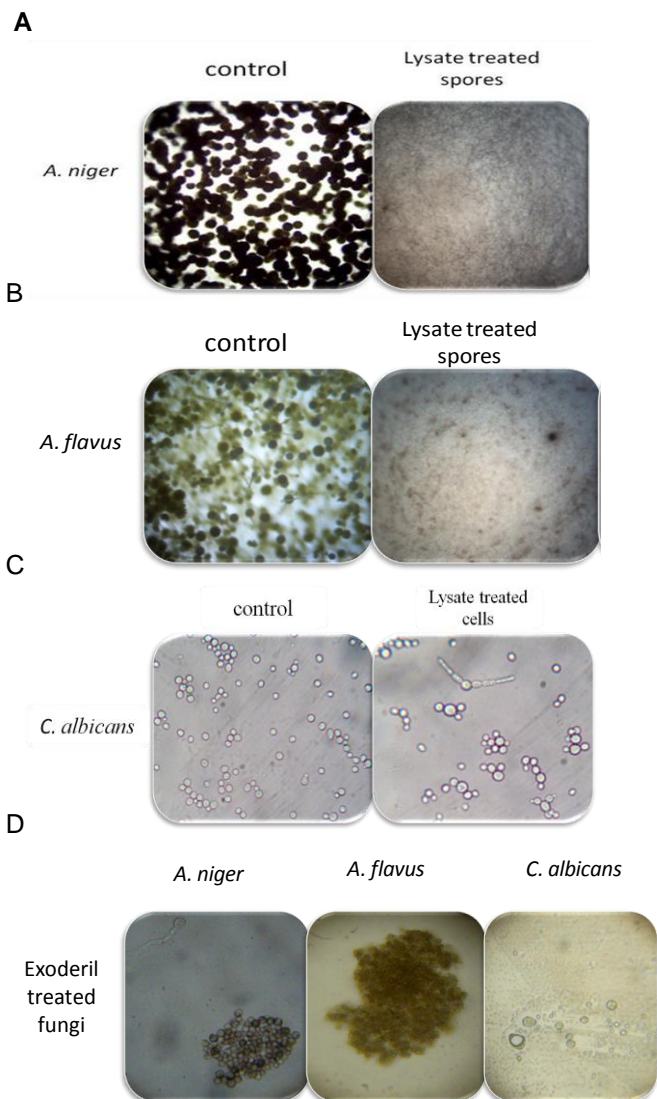 A
control
Lysate treated
spores
A. niger
B
control
Lysate treated
spores
A. flavus
C
control
Lysate treated
cells
C. albicans
D
A. niger
A. flavus
C. albicans
Exoderil
treated
fungi